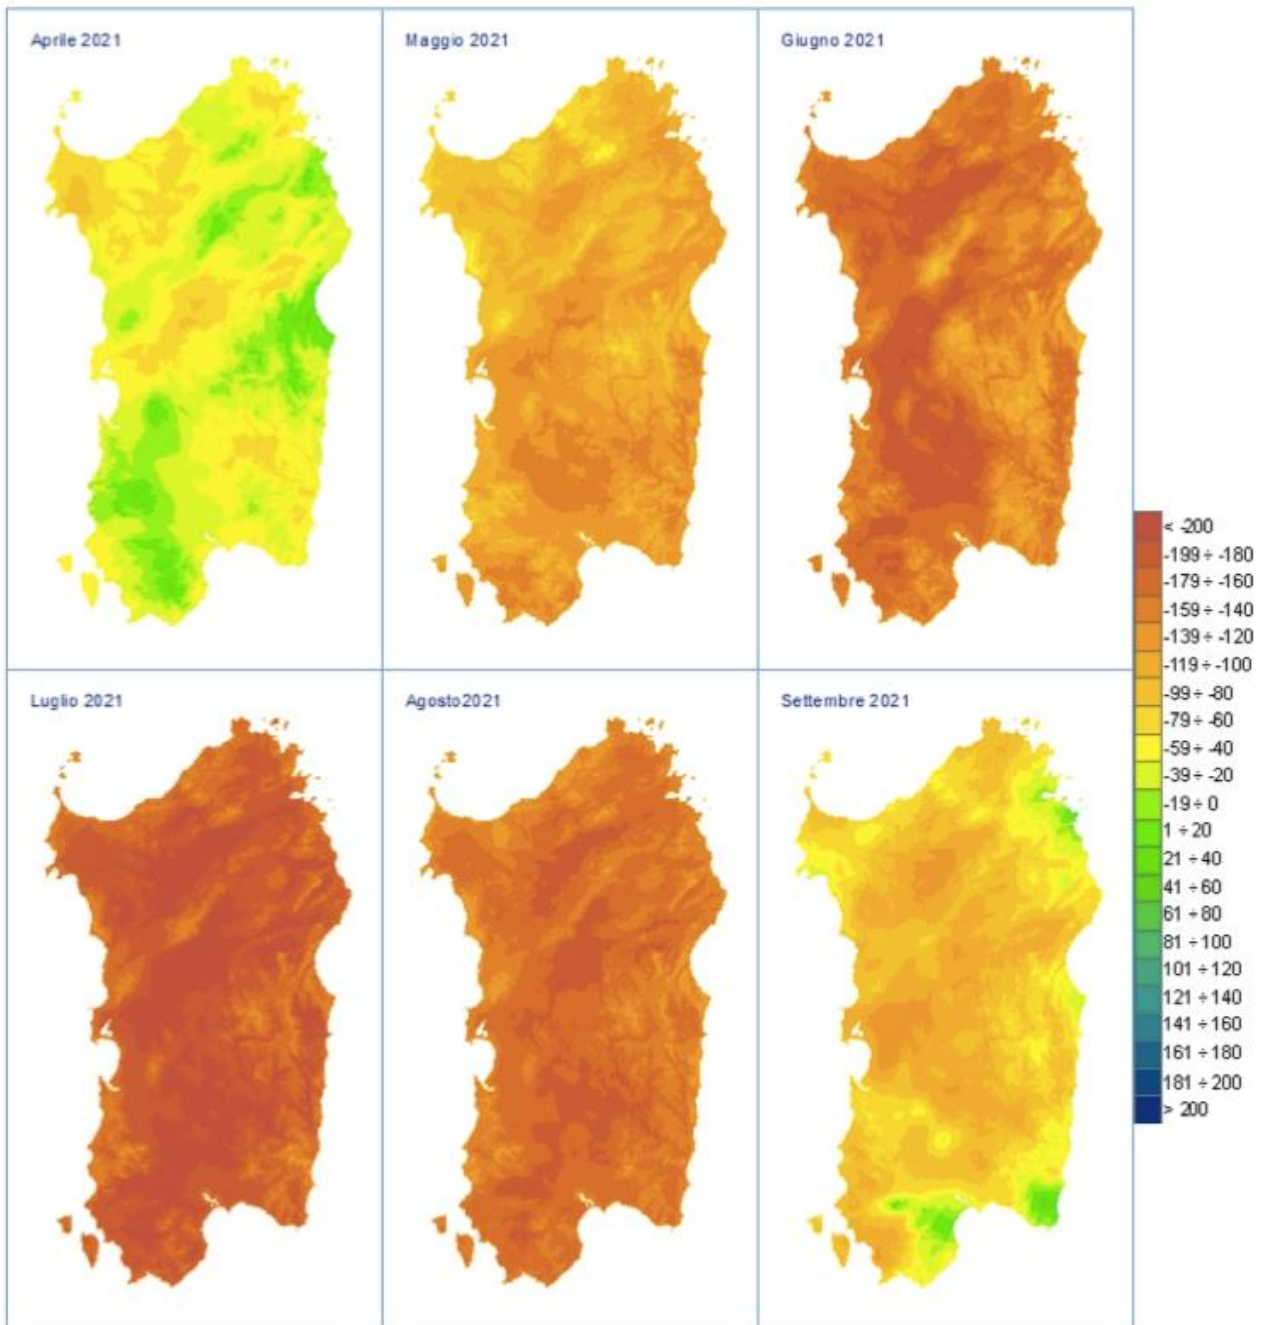 Aprile 2021
Maggio 2021
Giugno 2021
Luglio 2021
Agosto2021
Settembre 2021
< -200
-199 ÷ -180
-179 ÷ -160
-159 ÷ -140
-139 ÷ -120
-119 ÷ -100
-99 ÷ -80
-79 ÷ -60
-59 ÷ -40
-39 ÷ -20
-19 ÷ 0
1 ÷ 20
21 ÷ 40
41 ÷ 60
61 ÷ 80
81 ÷ 100
101 ÷ 120
121 ÷ 140
141 ÷ 160
161 ÷ 180
181 ÷ 200
> 200